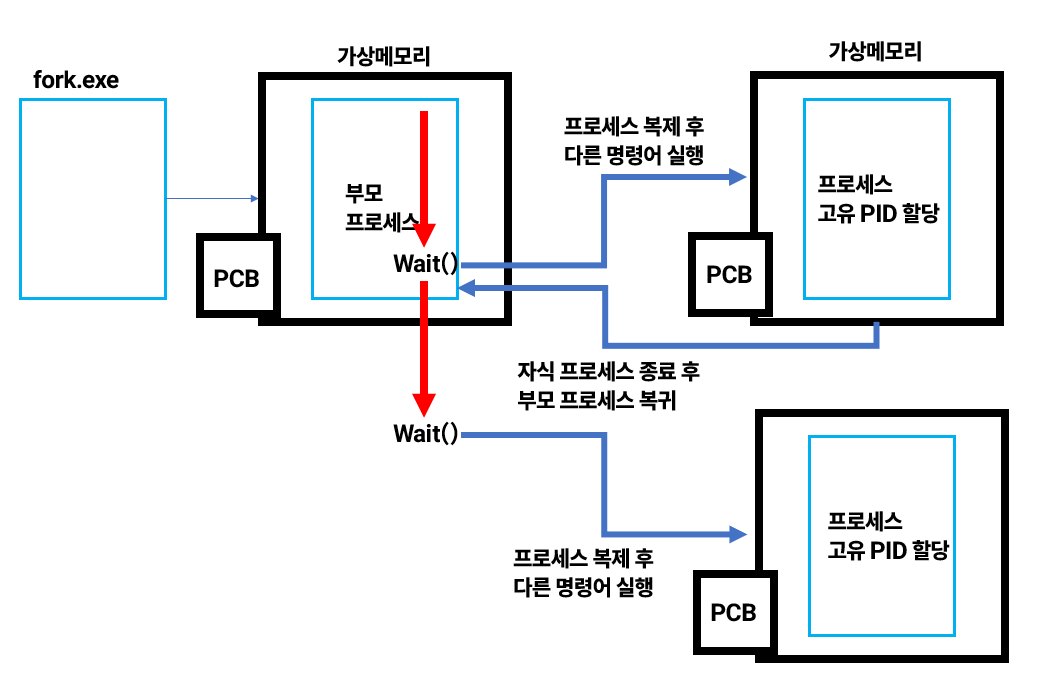 fork.exe
가상메모리
부모
프로세스
Wait()
PCB
프로세스 복제 후
다른 명령어 실행
가상메모리
프로세스
고유 PID 할당
PCB
자식 프로세스 종료 후
부모 프로세스 복귀
Wait()
프로세스 복제 후
다른 명령어 실행
프로세스
고유 PID 할당
PCB